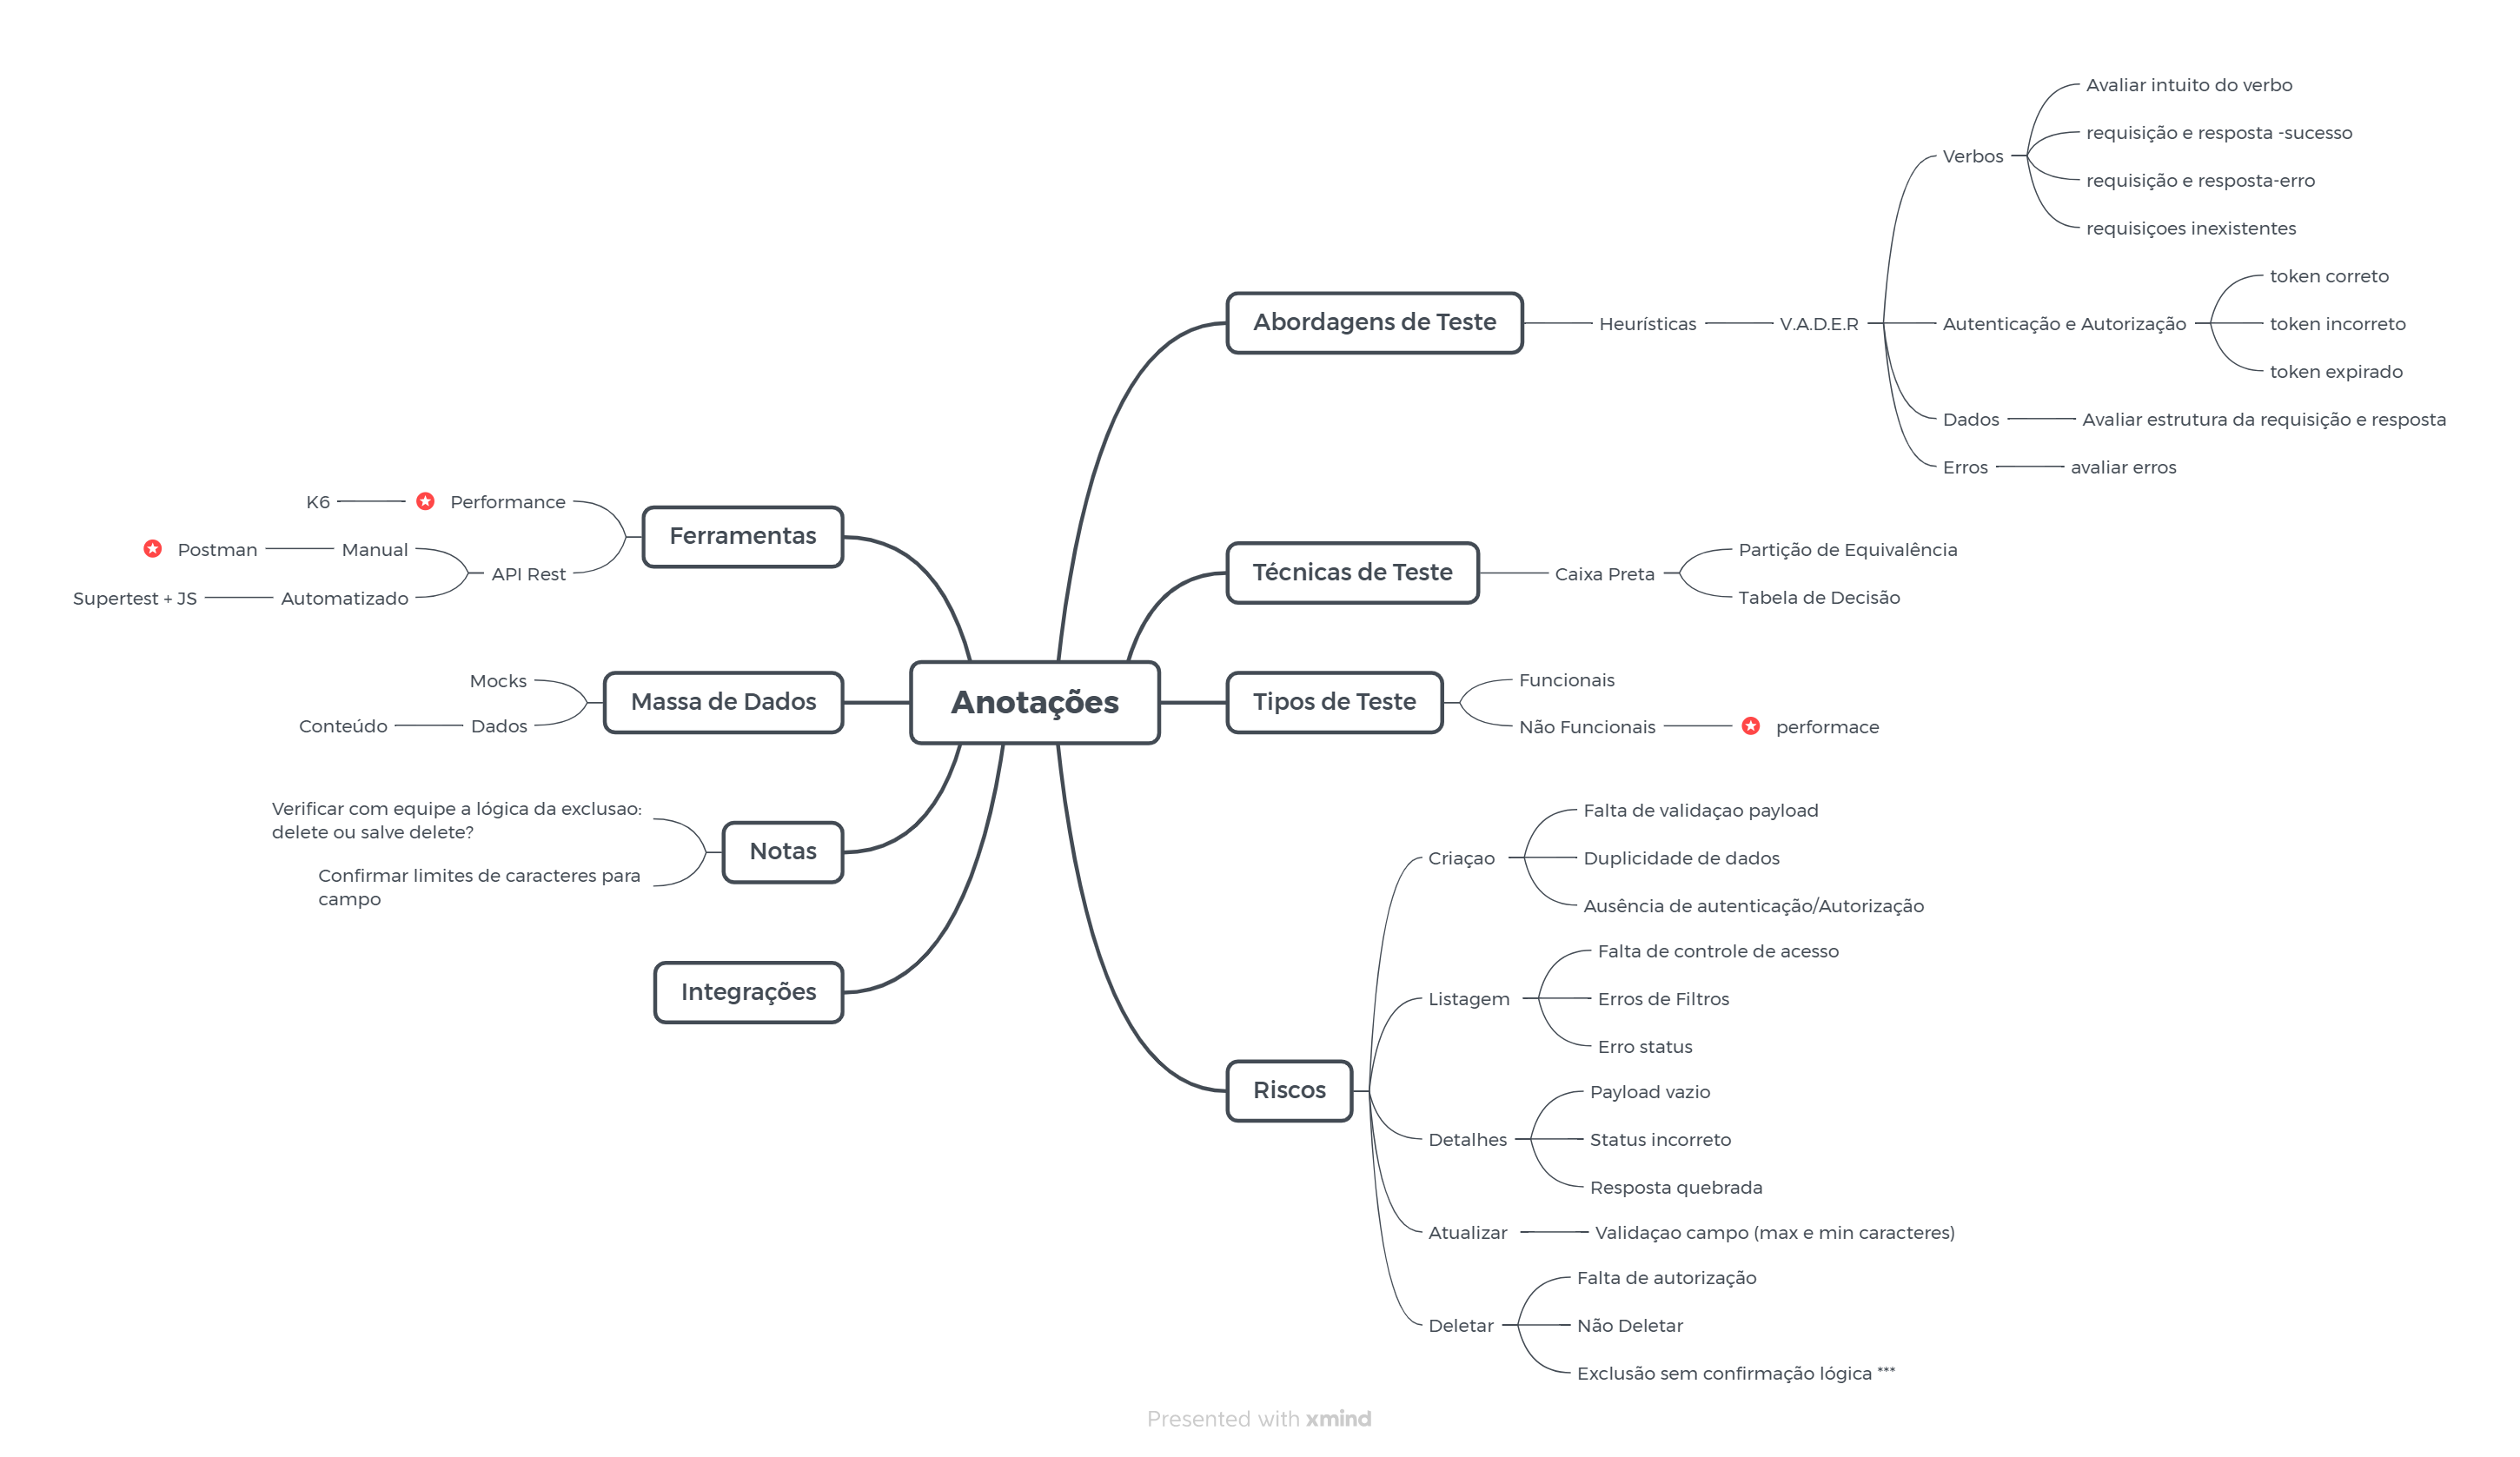 Anotações
Abordagens de Teste
Heurísticas
V.A.D.E.R
Verbos
Avaliar intuito do verbo
requisição e resposta -sucesso
requisição e resposta-erro
requisiçoes inexistentes
Autenticação e Autorização
token correto
token incorreto
token expirado
Dados
Avaliar estrutura da requisição e resposta
Erros
avaliar erros
Técnicas de Teste
Caixa Preta
Partição de Equivalência
Tabela de Decisão
Tipos de Teste
Funcionais
Não Funcionais
performace
Riscos
Criaçao
Falta de validaçao payload
Duplicidade de dados
Ausência de autenticação/Autorização
Listagem
Falta de controle de acesso
Erros de Filtros
Erro status
Detalhes
Payload vazio
Status incorreto
Resposta quebrada
Atualizar
Validaçao campo (max e min caracteres)
Deletar
Falta de autorização
Não Deletar
Exclusão sem confirmação lógica ***
Ferramentas
Performance
K6
API Rest
Manual
Postman
Automatizado
Supertest + JS
Massa de Dados
Mocks
Dados
Conteúdo
Notas
Verificar com equipe a lógica da exclusao:
delete ou salve delete?
Confirmar limites de caracteres para
campo
Integrações
Presented with xmind